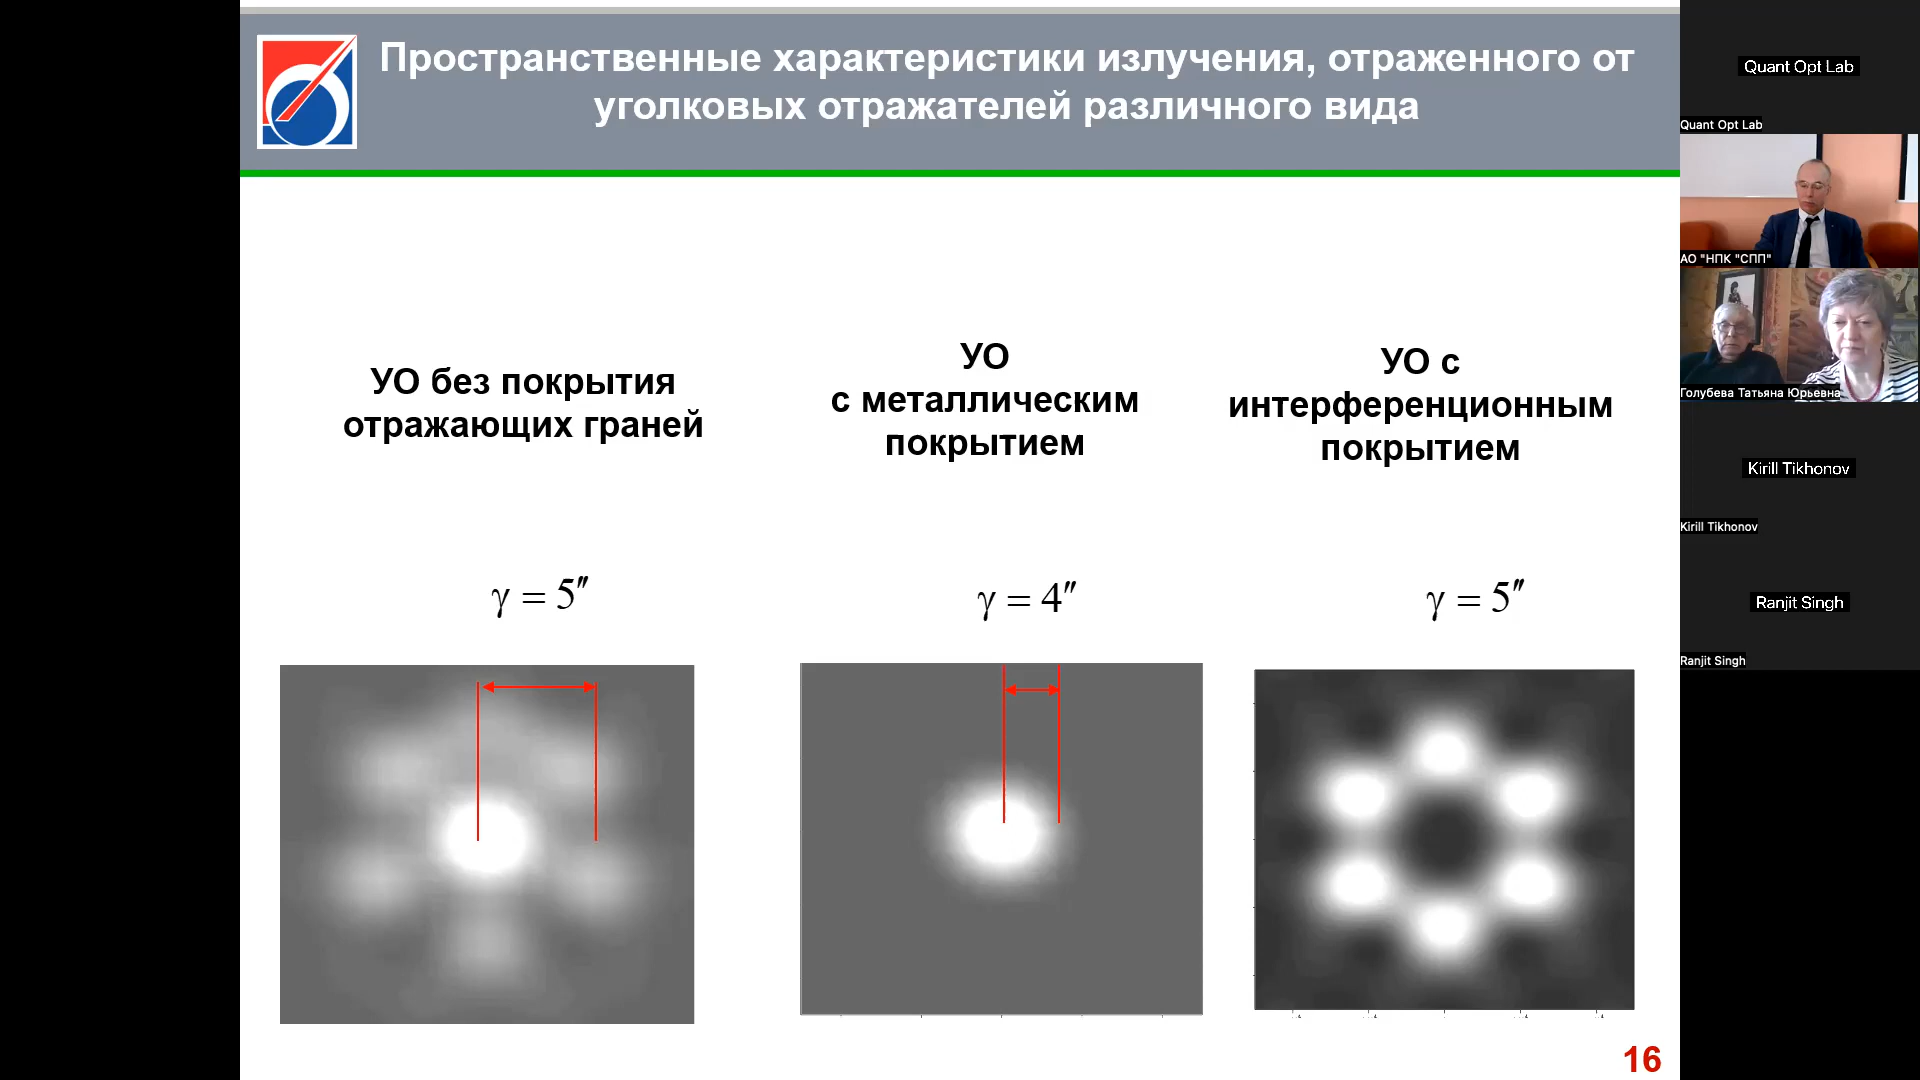 Пространственные характеристики излучения, отраженного от
уголковых отражателей различного вида
УО без покрытия
отражающих граней
УО
с металлическим
покрытием
УО с
интерференционным
покрытием
γ = 5″
γ = 4″
γ = 5″
16
Quant Opt Lab
Quant Opt Lab
АО "НПК "СПП"
Голубева Татьяна Юрьевна
Kirill Tikhonov
Kirill Tikhonov
Ranjit Singh
Ranjit Singh